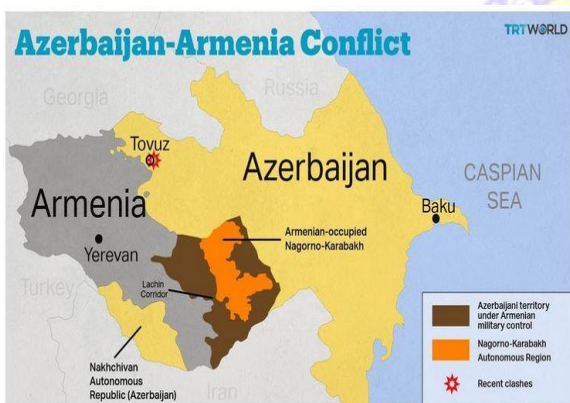 Azerbaijan-Armenia Conflict
TRTWORLD
Georgia
Russia
Tovuz
Azerbaijan
CASPIAN
SEA
Armenia
Baku
Yerevan
Armenian-occupied
Nagorno-Karabakh
Turkey
Lachin
Corridor
Nakhchivan
Autonomous
Republic (Azerbaijan)
Iran
Azerbaijani territory
under Armenian
military control
Nagorno-Karabakh
Autonomous Region
Recent clashes